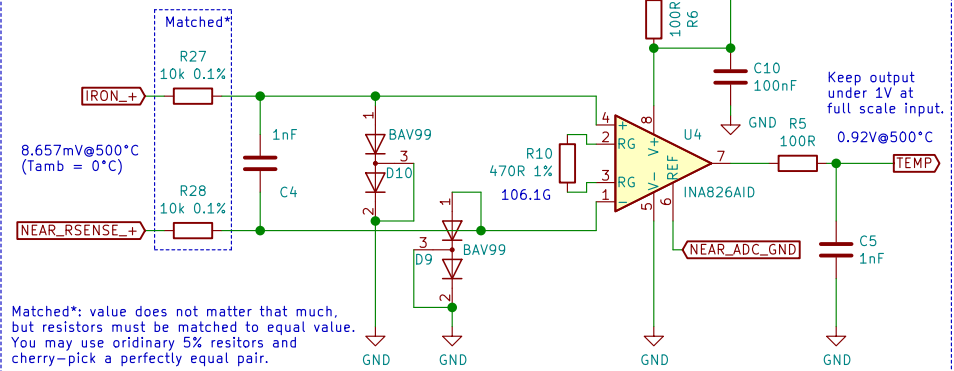 Matched*
R27
10k 0.1%
IRON_+
8.657mV@500°C
(Tamb = 0°C)
1nF
C4
R28
10k 0.1%
NEAR_RSENSE_+
1
BAV99
3
D10
2
1
BAV99
3
D9
2
GND
GND
100R
R6
C10
100nF
GND
R10
470R 1%
106.1G
4
+
2
RG
3
RG
1
-
8
V+
V-
5
REF
6
U4
7
INA826AID
NEAR_ADC_GND
GND
R5
100R
Keep output
under 1V at
full scale input.
0.92V@500°C
TEMP
C5
1nF
GND
Matched*: value does not matter that much,
but resistors must be matched to equal value.
You may use oridinary 5% resitors and
cherry-pick a perfectly equal pair.